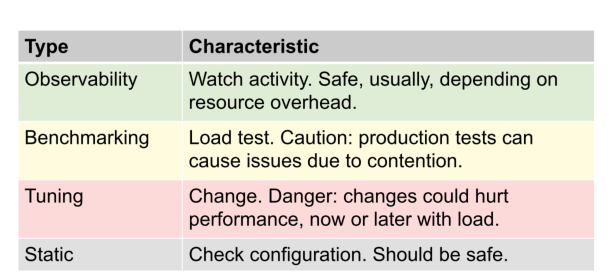 Type Characteristic
Observability Watch activity. Safe, usually, depending on
resource overhead.
Benchmarking Load test. Caution: production tests can
cause issues due to contention.
Tuning Change. Danger: changes could hurt
performance, now or later with load.
Static Check configuration. Should be safe.